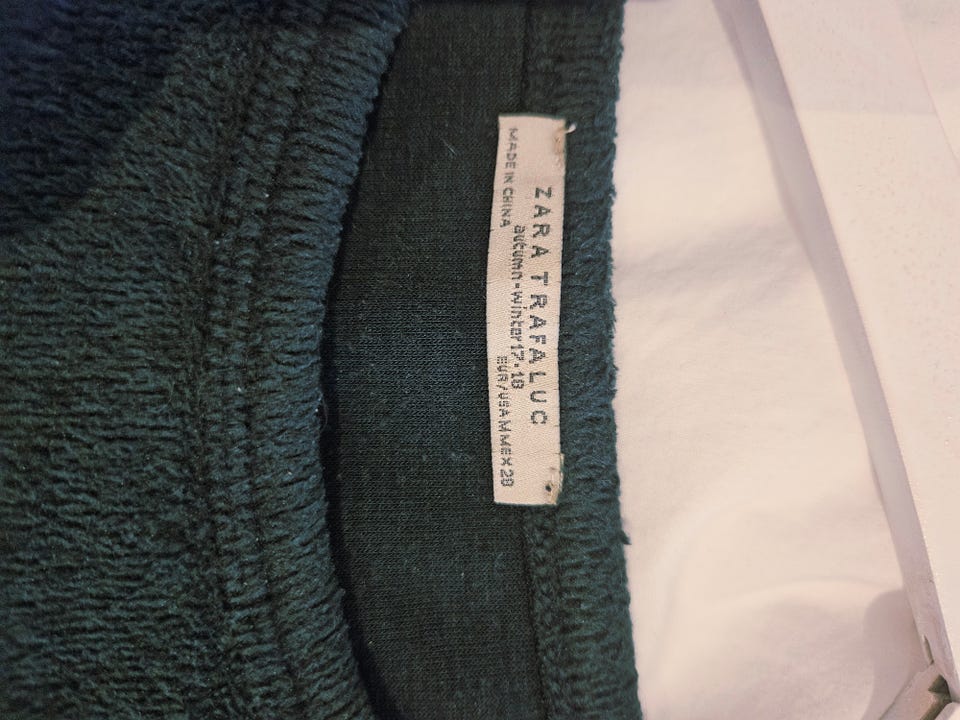 ZARA TRAFALUC
autumn-winter 17.18
MADE IN CHINA
EUR/USA M MEX 28